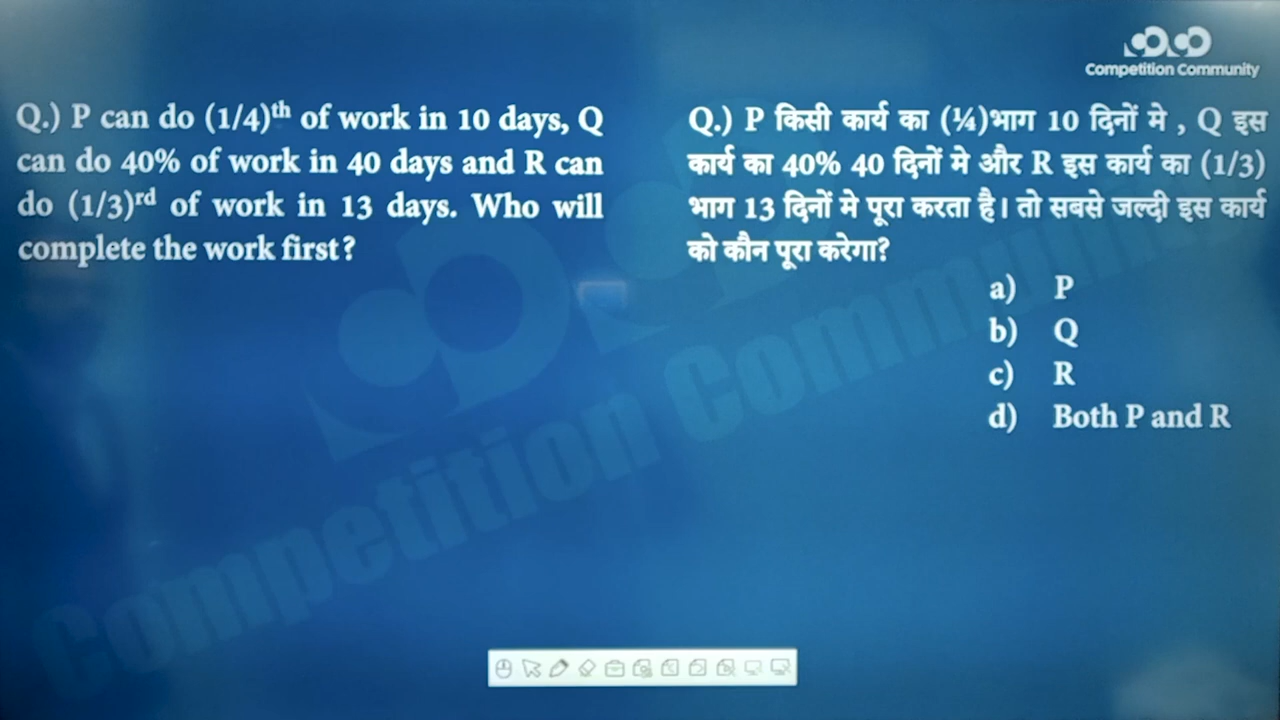 Competition Community
Q.) P can do (1/4)th of work in 10 days, Q
can do 40% of work in 40 days and R can
do (1/3)rd of work in 13 days. Who will
complete the work first?
Q.) P किसी कार्य का (¼)भाग 10 दिनों मे , Q इस
कार्य का 40% 40 दिनों मे और R इस कार्य का (1/3)
भाग 13 दिनों मे पूरा करता है। तो सबसे जल्दी इस कार्य
को कौन पूरा करेगा?
a) P
b) Q
c) R
d) Both P and R
Competition Community